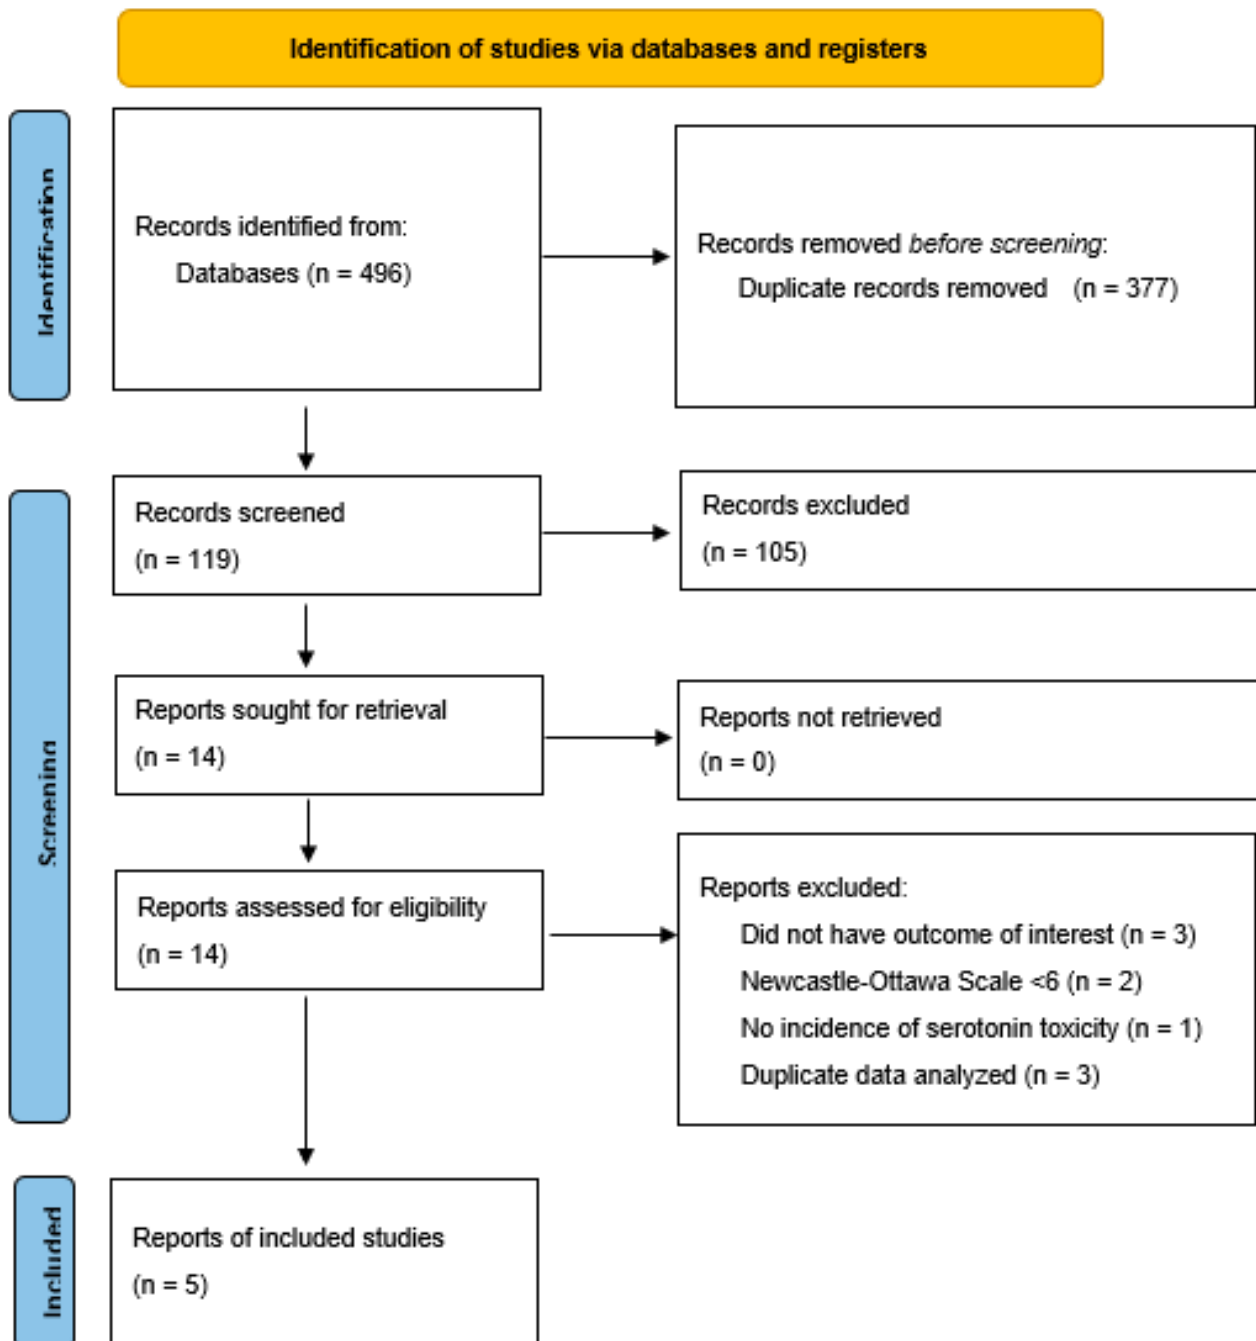 Identification of studies via databases and registers
Identification
Records identified from:
Databases (n = 496)
Records removed before screening:
Duplicate records removed (n = 377)
Screening
Records screened
(n = 119)
Records excluded
(n = 105)
Reports sought for retrieval
(n = 14)
Reports not retrieved
(n = 0)
Reports assessed for eligibility
(n = 14)
Reports excluded:
Did not have outcome of interest (n = 3)
Newcastle-Ottawa Scale <6 (n = 2)
No incidence of serotonin toxicity (n = 1)
Duplicate data analyzed (n = 3)
Included
Reports of included studies
(n = 5)